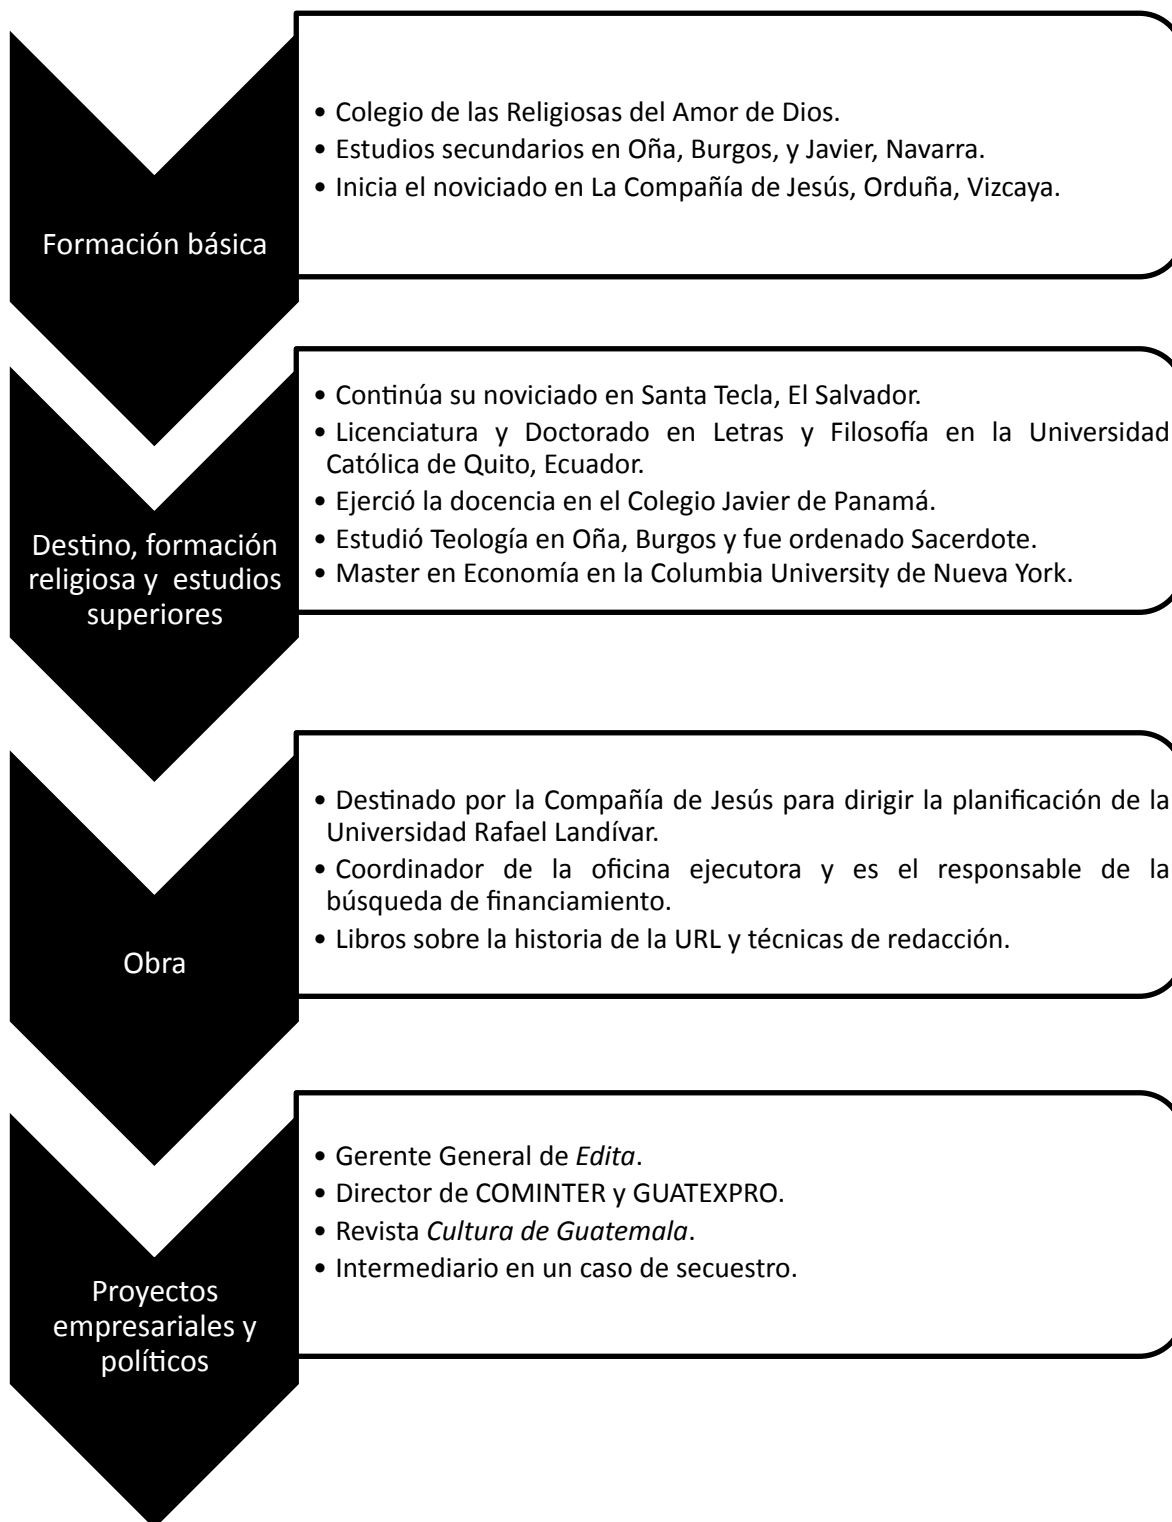 Formación básica
• Colegio de las Religiosas del Amor de Dios.
• Estudios secundarios en Oña, Burgos, y Javier, Navarra.
• Inicia el noviciado en La Compañía de Jesús, Orduña, Vizcaya.
Destino, formación
religiosa y estudios
superiores
• Continúa su noviciado en Santa Tecla, El Salvador.
• Licenciatura y Doctorado en Letras y Filosofía en la Universidad
Católica de Quito, Ecuador.
• Ejerció la docencia en el Colegio Javier de Panamá.
• Estudió Teología en Oña, Burgos y fue ordenado Sacerdote.
• Master en Economía en la Columbia University de Nueva York.
Obra
• Destinado por la Compañía de Jesús para dirigir la planificación de la
Universidad Rafael Landívar.
• Coordinador de la oficina ejecutora y es el responsable de la
búsqueda de financiamiento.
• Libros sobre la historia de la URL y técnicas de redacción.
Proyectos
empresariales y
políticos
• Gerente General de Edita.
• Director de COMINTER y GUATEXPRO.
• Revista Cultura de Guatemala.
• Intermediario en un caso de secuestro.